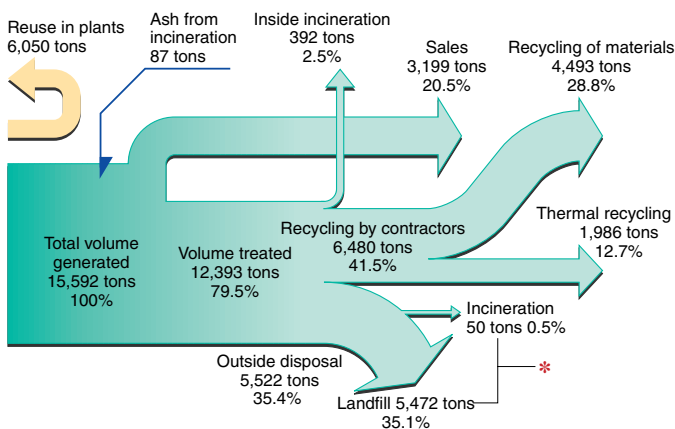 Reuse in plants
6,050 tons
Ash from
incineration
87 tons
Inside incineration
392 tons
2.5%
Sales
3,199 tons
20.5%
Recycling of materials
4,493 tons
28.8%
Total volume
generated
15,592 tons
100%
Volume treated
12,393 tons
79.5%
Recycling by contractors
6,480 tons
41.5%
Thermal recycling
1,986 tons
12.7%
Incineration
50 tons 0.5%
*
Outside disposal
5,522 tons
35.4%
Landfill 5,472 tons
35.1%